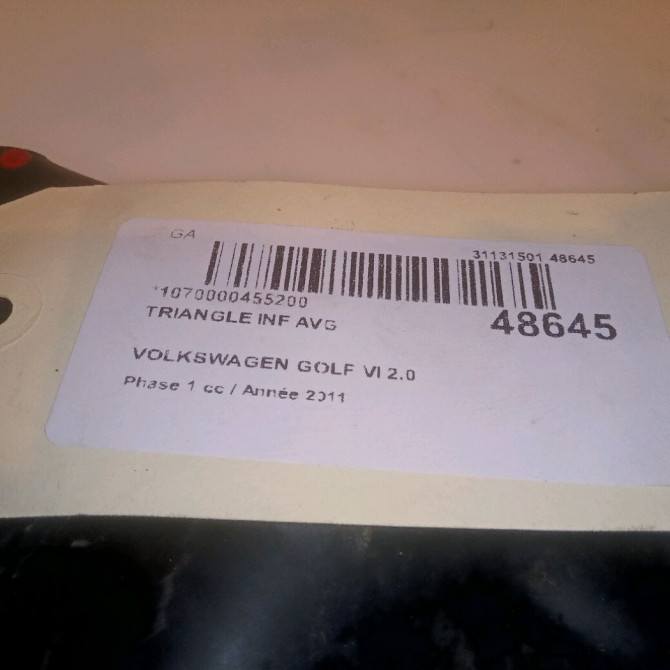 GA
31131501 48645
*1070000455200
48645
TRIANGLE INF AVG
VOLKSWAGEN GOLF VI 2.0
Phase 1 cc / Année 2011